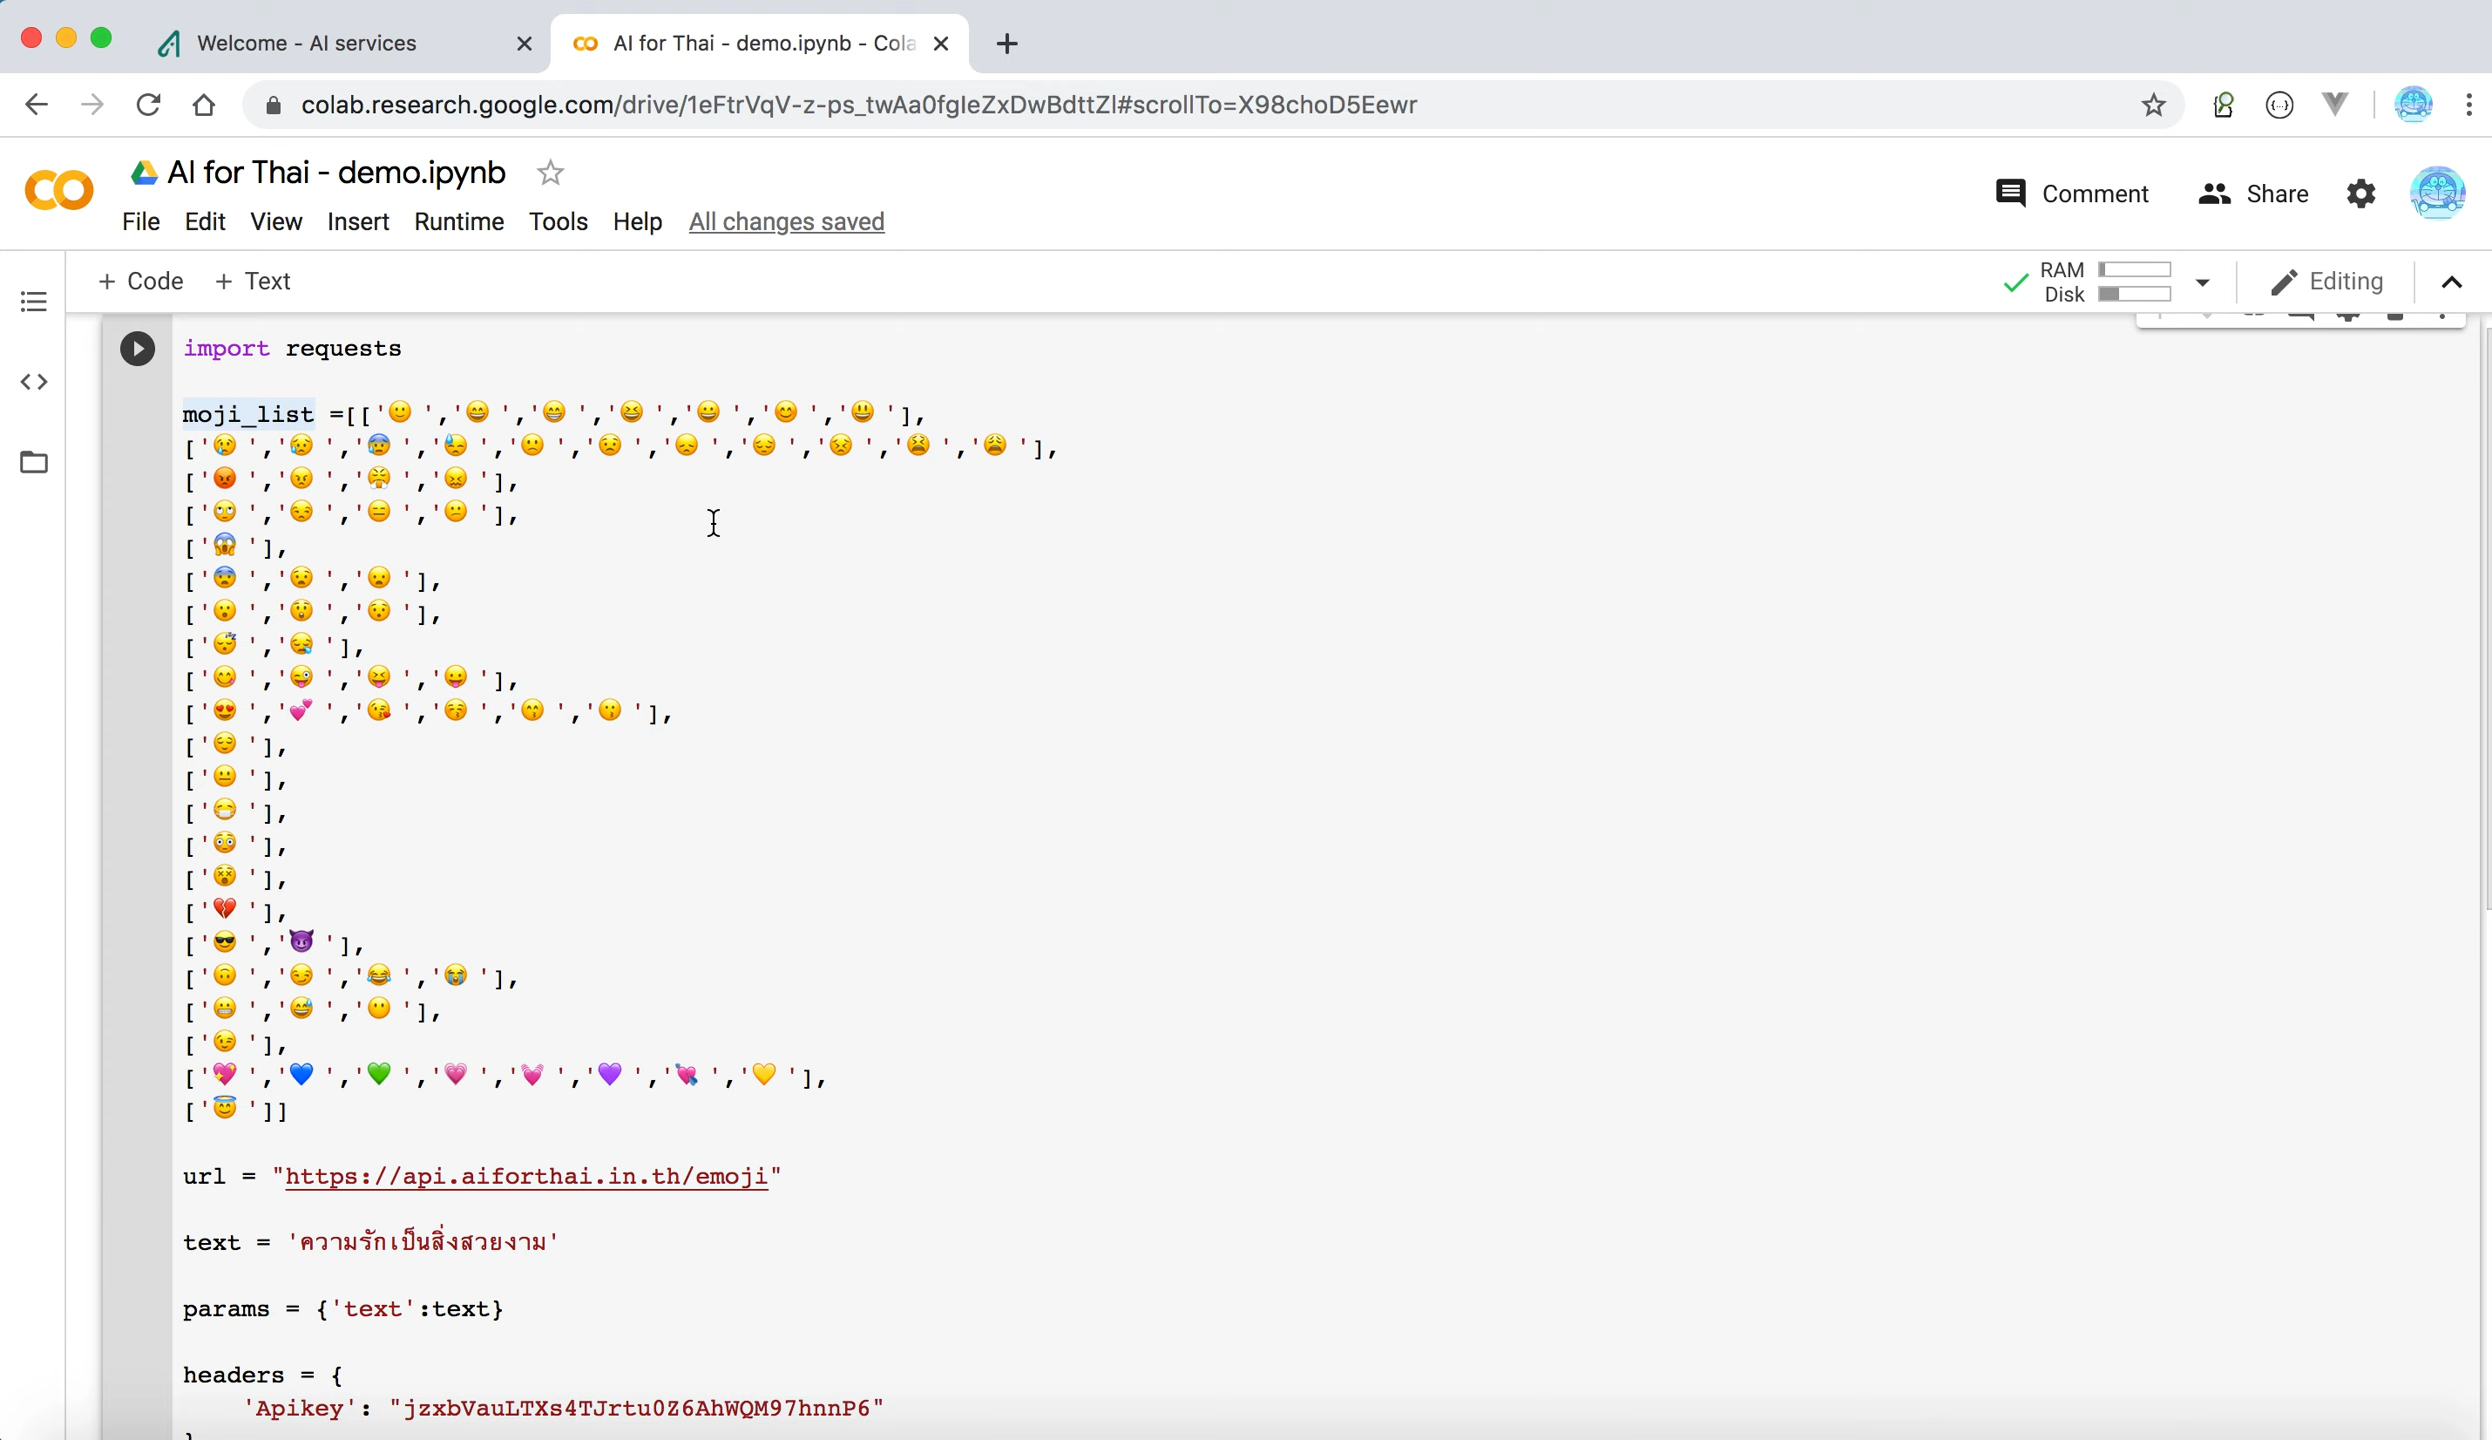 Welcome - AI services
AI for Thai - demo.ipynb - Cola
colab.research.google.com/drive/1eFtrVqV-z-ps_twAa0fgIeZxDwBdttZl#scrollTo=X98choD5Eewr
AI for Thai - demo.ipynb
Comment Share
File Edit View Insert Runtime Tools Help All changes saved
+ Code + Text
RAM
Disk
Editing
import requests
moji_list =[['🙂 ','😄 ','😁 ','😆 ','😀 ','😊 ','😃 '],
['😢 ','😥 ','😰 ','😓 ','🙁 ','😟 ','😞 ','😔 ','😣 ','😫 ','😩 '],
['😡 ','😠 ','😤 ','😖 '],
['🙄 ','😒 ','😑 ','😕 '],
['😱 '],
['😨 ','😧 ','😦 '],
['😮 ','😲 ','😯 '],
['😴 ','😪 '],
['😋 ','😜 ','😝 ','😛 '],
['😍 ','💕 ','😘 ','😚 ','😙 ','😗 '],
['😌 '],
['😐 '],
['😷 '],
['😳 '],
['😵 '],
['💔 '],
['😎 ','😈 '],
['🙃 ','😏 ','😂 ','😭 '],
['😬 ','😅 ','😶 '],
['😉 '],
['💖 ','💙 ','💚 ','💗 ','💓 ','💜 ','💘 ','💛 '],
['😇 ']]
url = "https://api.aiforthai.in.th/emoji"
text = 'ความรักเป็นสิ่งสวยงาม'
params = {'text':text}
headers = {
'Apikey': "jzxbVauLTXs4TJrtu0Z6AhWQM97hnnP6"